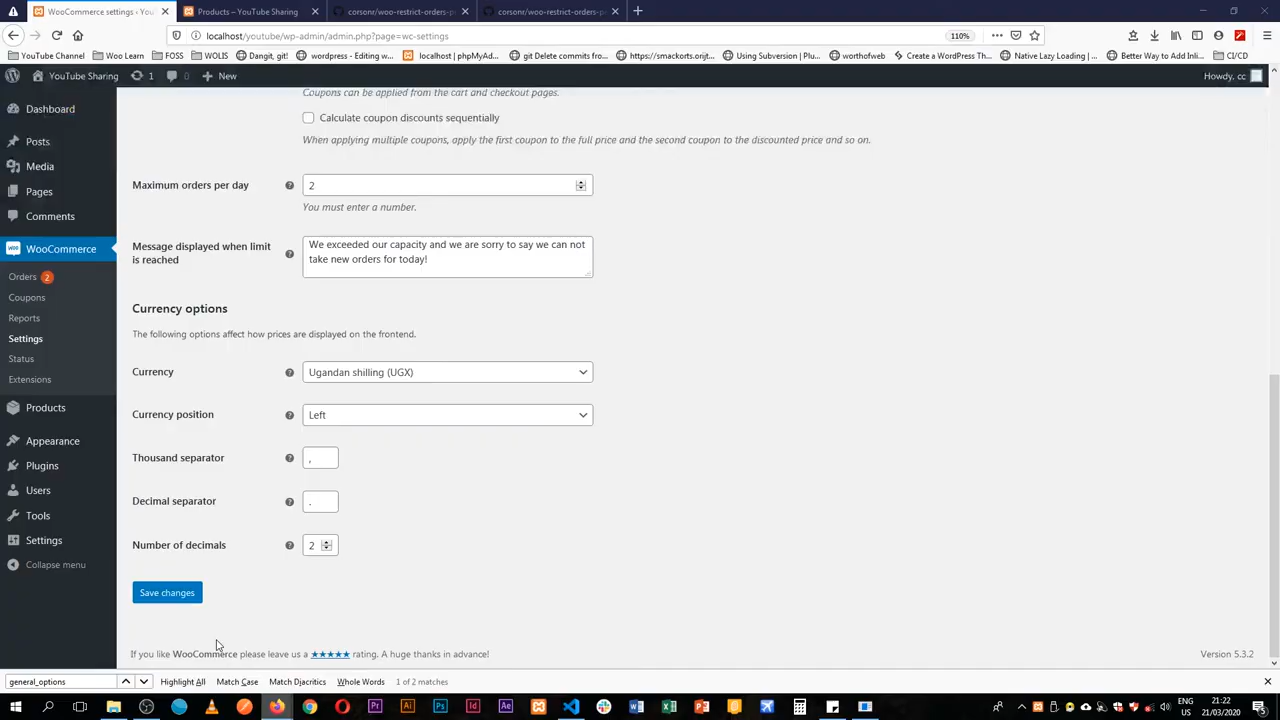 WooCommerce settings ‹ You
Products – YouTube Sharing
corsonr/woo-restrict-orders-p
corsonr/woo-restrict-orders-p
localhost/youtube/wp-admin/admin.php?page=wc-settings
110%
YouTube Channel
Woo Learn
FOSS
WOLIS
Dangit, git!
wordpress - Editing w...
localhost | phpMyAd...
git Delete commits fro...
https://smackorts.orijt...
Using Subversion | Plu...
worthofweb
Create a WordPress Th...
Native Lazy Loading | ...
Better Way to Add Inli...
CI/CD
YouTube Sharing
1
0
New
Howdy, cc
Dashboard
Posts
Media
Pages
Comments
WooCommerce
Orders 2
Coupons
Reports
Settings
Status
Extensions
Products
Appearance
Plugins
Users
Tools
Settings
Collapse menu
Coupons can be applied from the cart and checkout pages.
Calculate coupon discounts sequentially
When applying multiple coupons, apply the first coupon to the full price and the second coupon to the discounted price and so on.
Maximum orders per day
2
You must enter a number.
Message displayed when limit
is reached
We exceeded our capacity and we are sorry to say we can not
take new orders for today!
Currency options
The following options affect how prices are displayed on the frontend.
Currency
Ugandan shilling (UGX)
Currency position
Left
Thousand separator
,
Decimal separator
.
Number of decimals
2
Save changes
If you like WooCommerce please leave us a ★★★★★ rating. A huge thanks in advance!
Version 5.3.2
general_options
Highlight All
Match Case
Match Diacritics
Whole Words
1 of 2 matches
ENG
US
21:22
21/03/2020